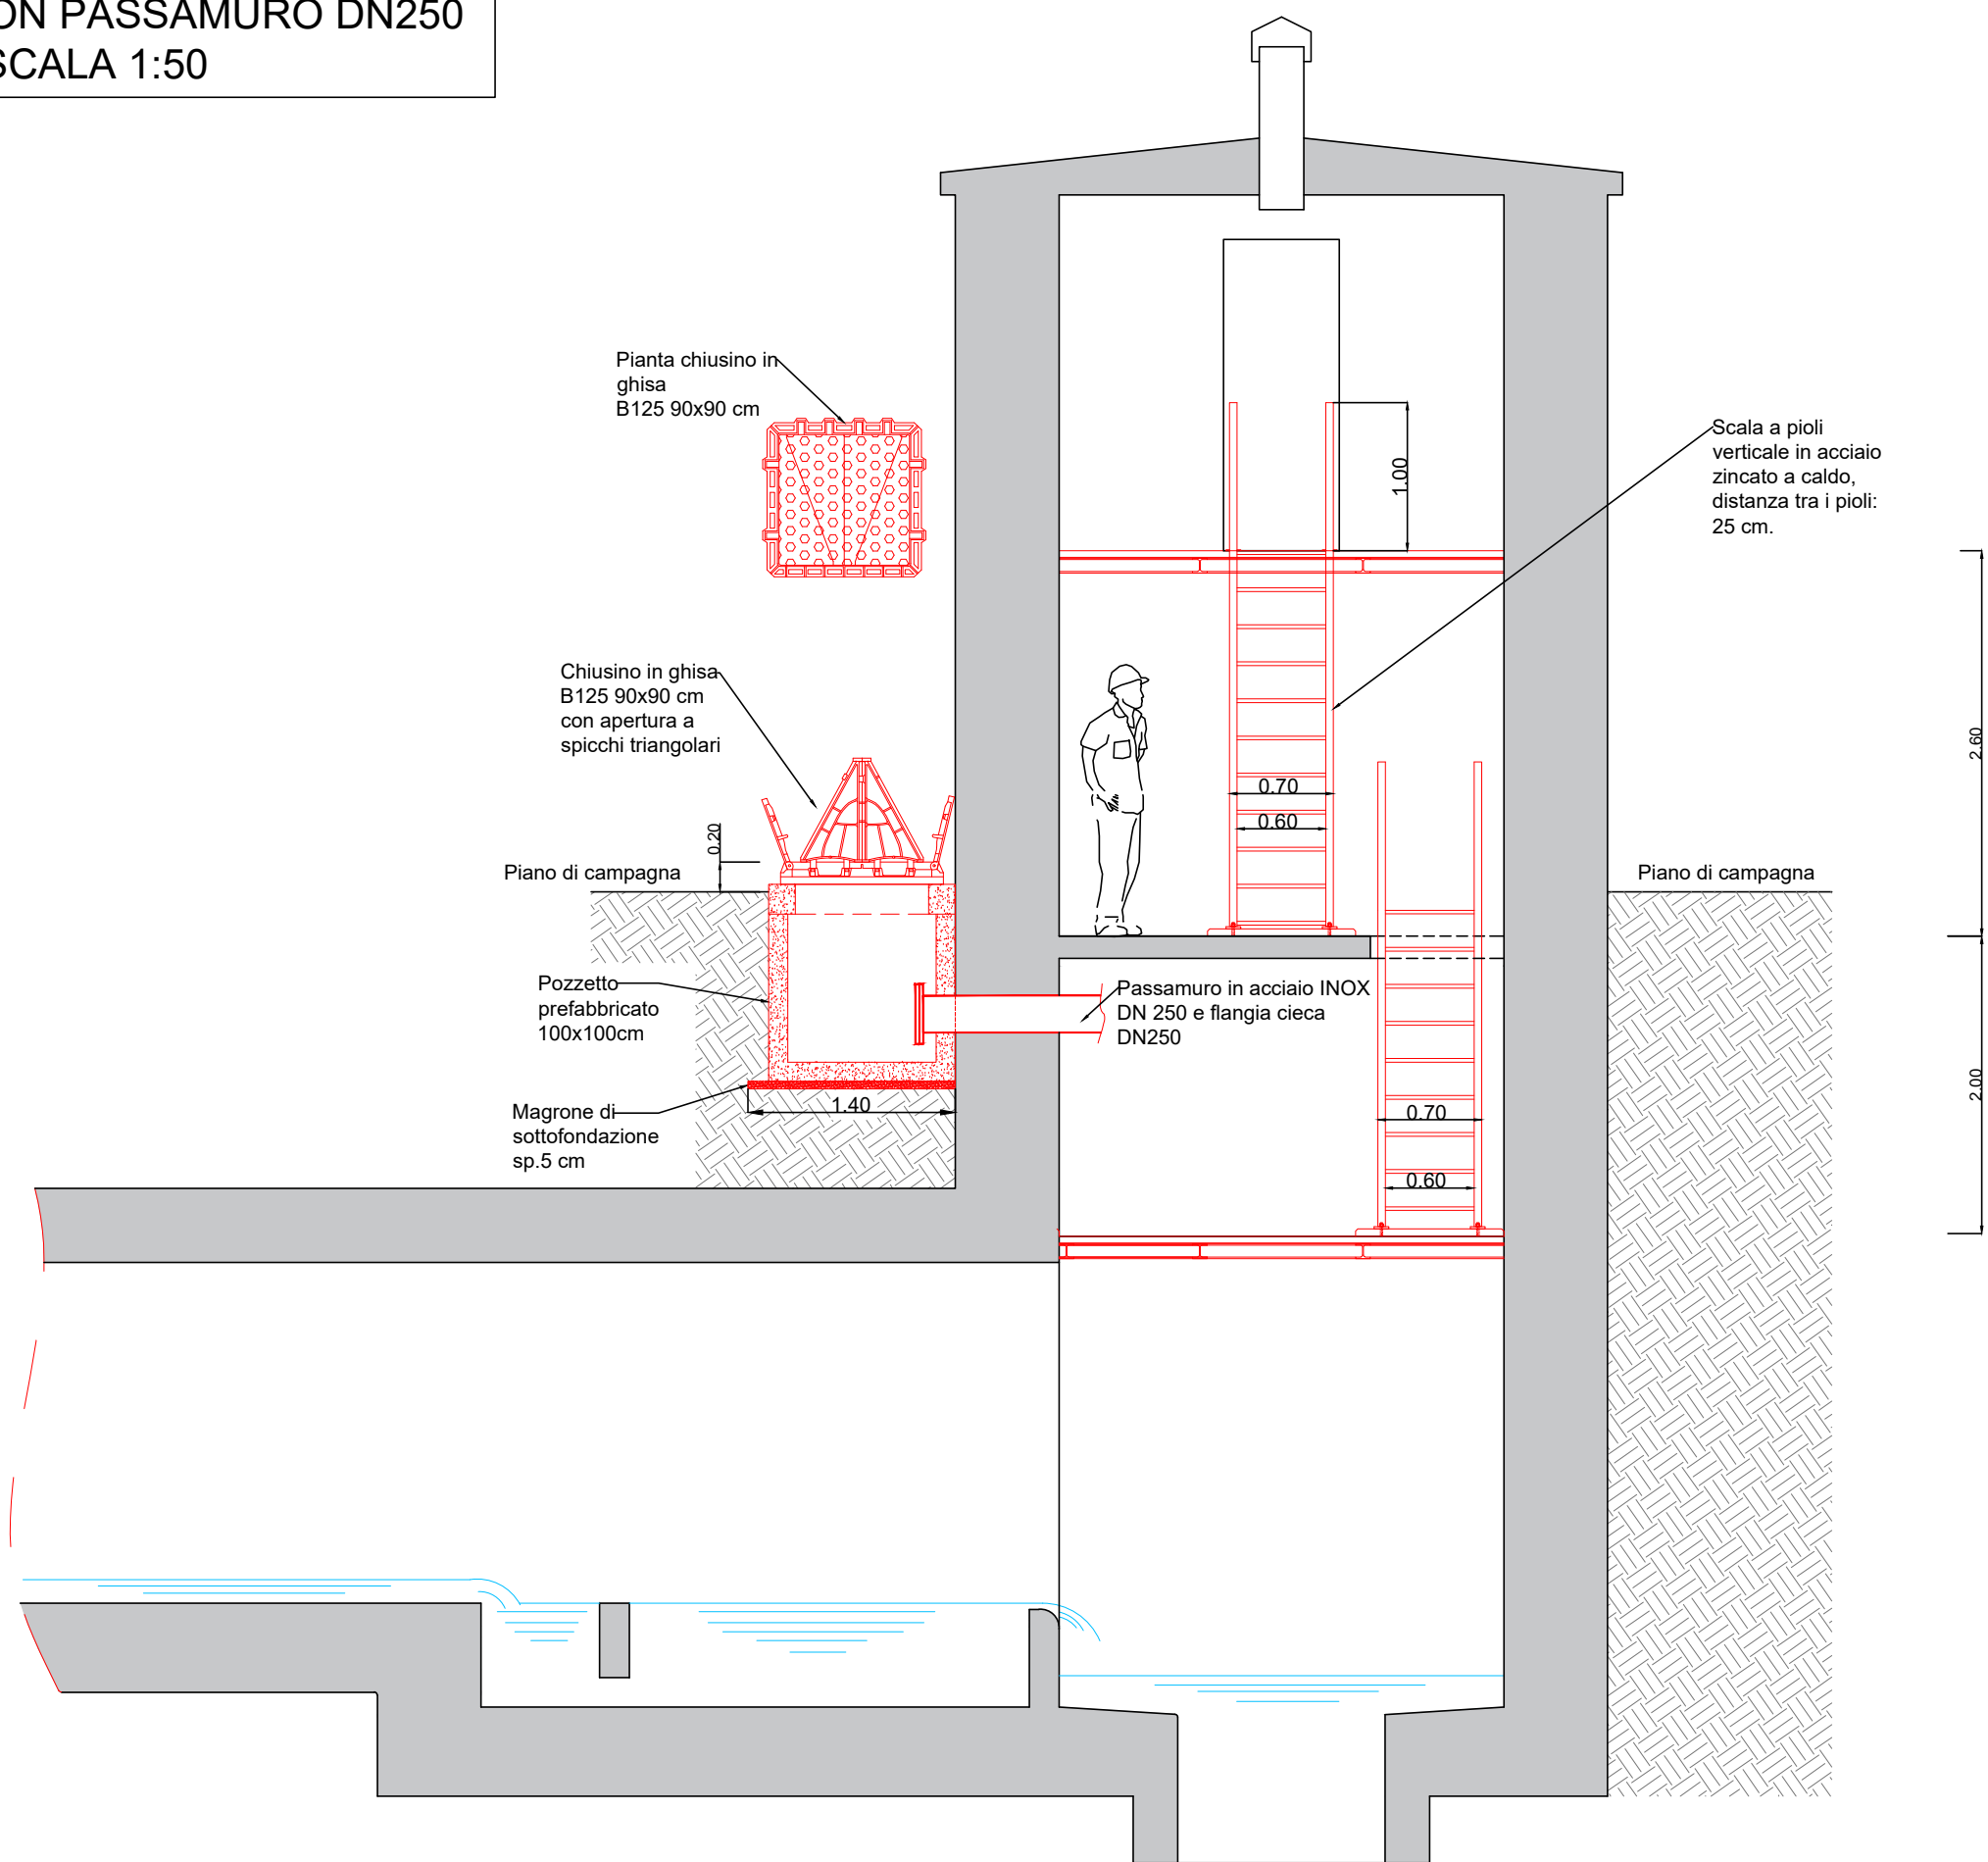 ON PASSAMURO DN250
SCALA 1:50
Pianta chiusino in
ghisa
B125 90x90 cm
1.00
Scala a pioli
verticale in acciaio
zincato a caldo,
distanza tra i pioli:
25 cm.
Chiusino in ghisa
B125 90x90 cm
con apertura a
spicchi triangolari
2.60
0.70
0.60
0.20
Piano di campagna
Piano di campagna
Pozzetto
prefabbricato
100x100cm
Passamuro in acciaio INOX
DN 250 e flangia cieca
DN250
2.00
1.40
Magrone di
sottofondazione
sp.5 cm
0.70
0.60